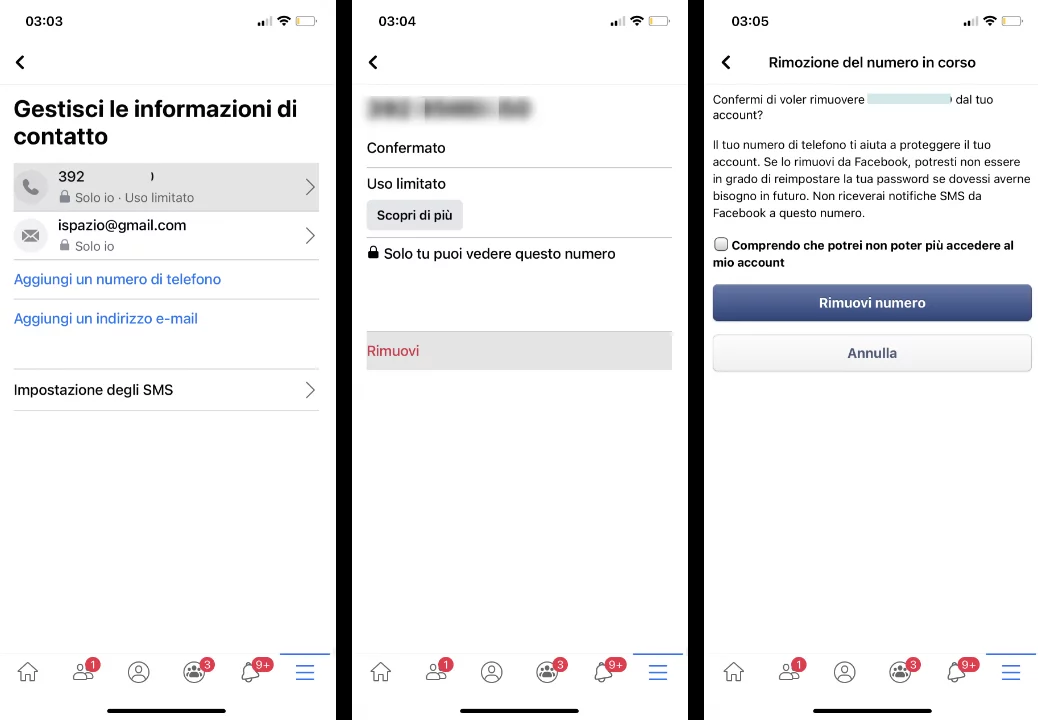 03:03
Gestisci le informazioni di
contatto
392
Solo io · Uso limitato
ispazio@gmail.com
Solo io
Aggiungi un numero di telefono
Aggiungi un indirizzo e-mail
Impostazione degli SMS
1
3
9+
03:04
Confermato
Uso limitato
Scopri di più
Solo tu puoi vedere questo numero
Rimuovi
1
3
9+
03:05
Rimozione del numero in corso
Confermi di voler rimuovere dal tuo
account?
Il tuo numero di telefono ti aiuta a proteggere il tuo
account. Se lo rimuovi da Facebook, potresti non essere
in grado di reimpostare la tua password se dovessi averne
bisogno in futuro. Non riceverai notifiche SMS da
Facebook a questo numero.
Comprendo che potrei non poter più accedere al
mio account
Rimuovi numero
Annulla
1
3
9+